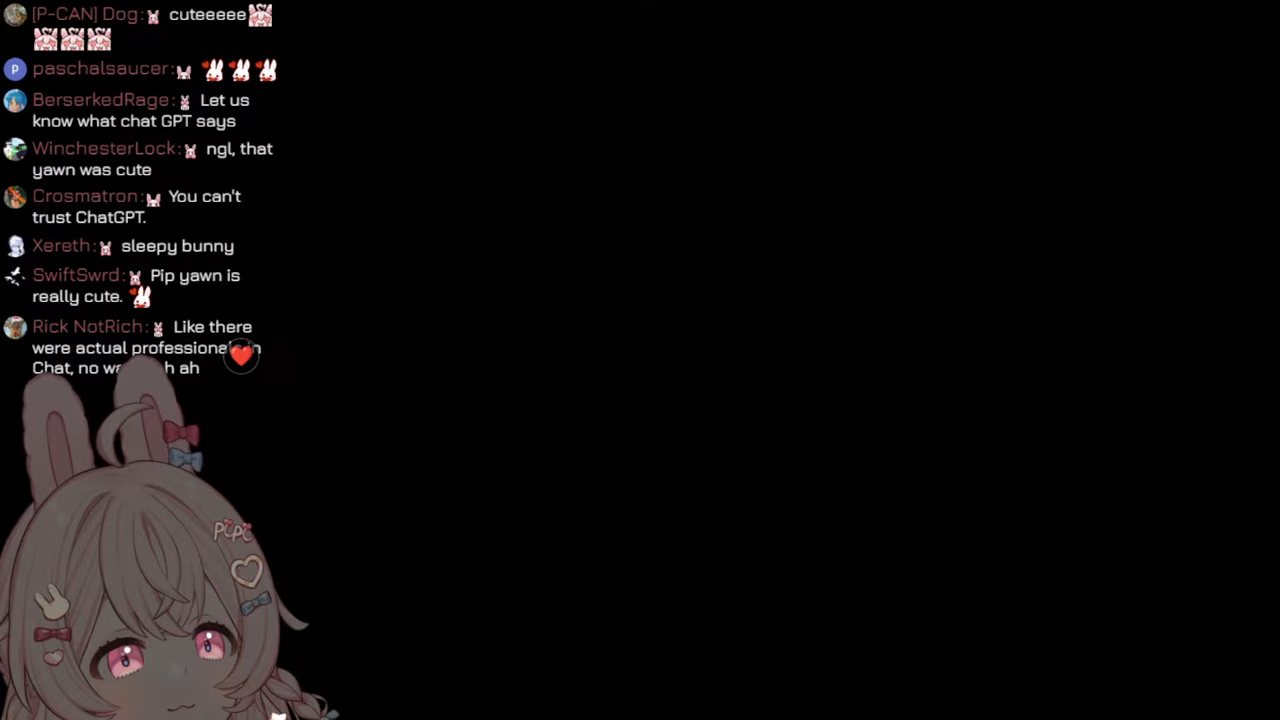 [P-CAN] Dog: cuteeeee
paschalsaucer:
BerserkedRage: Let us
know what chat GPT says
WinchesterLock: ngl, that
yawn was cute
Crosmatron: You can't
trust ChatGPT.
Xereth: sleepy bunny
SwiftSwrd: Pip yawn is
really cute.
Rick NotRich: Like there
were actual
Chat, no ah
PiPi
P